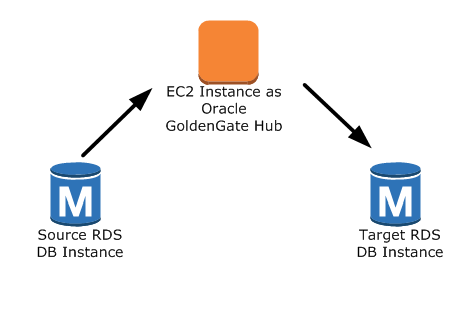 EC2 Instance as
Oracle
GoldenGate Hub
M
Source RDS
DB Instance
M
Target RDS
DB Instance